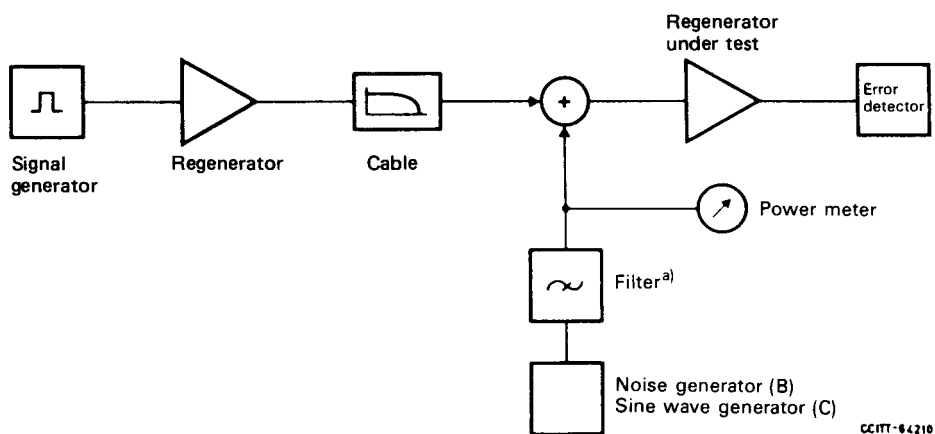 Regenerator
under test
Error
detector
+
Signal
generator
Regenerator
Cable
Power meter
Filter a)
Noise generator (B)
Sine wave generator (C)
CCITT-64210